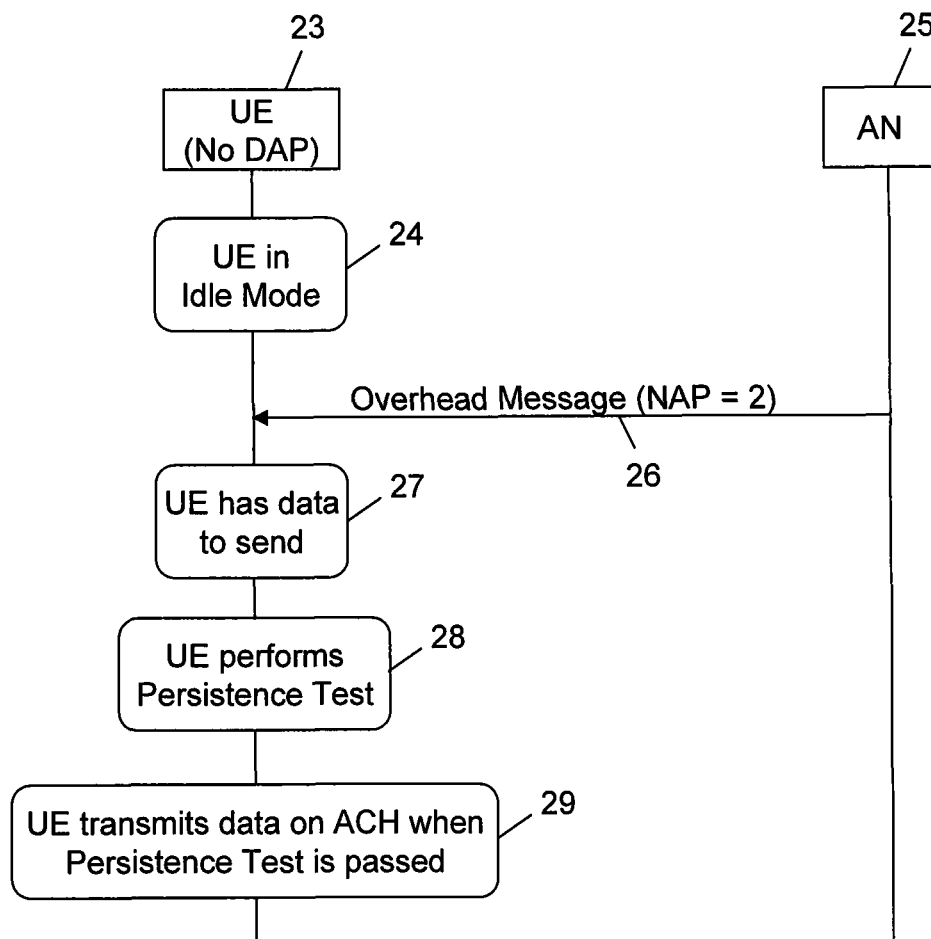 23
25
UE
(No DAP)
AN
24
UE in
Idle Mode
Overhead Message (NAP = 2)
26
27
UE has data
to send
28
UE performs
Persistence Test
29
UE transmits data on ACH when
Persistence Test is passed